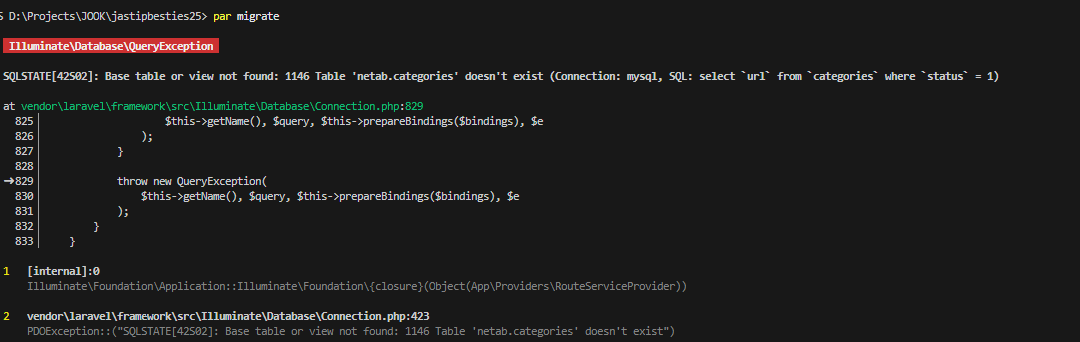 S D:\Projects\JOOK\jastipbesties25> par migrate
Illuminate\Database\QueryException
SQLSTATE[42S02]: Base table or view not found: 1146 Table 'netab.categories' doesn't exist (Connection: mysql, SQL: select `url` from `categories` where `status` = 1)
at vendor\laravel\framework\src\Illuminate\Database\Connection.php:829
825 $this->getName(), $query, $this->prepareBindings($bindings), $e
826 );
827 }
828
→829 throw new QueryException(
830 $this->getName(), $query, $this->prepareBindings($bindings), $e
831 );
832 }
833 }
1 [internal]:0
Illuminate\Foundation\Application::Illuminate\Foundation\{closure}(Object(App\Providers\RouteServiceProvider))
2 vendor\laravel\framework\src\Illuminate\Database\Connection.php:423
PDOException::("SQLSTATE[42S02]: Base table or view not found: 1146 Table 'netab.categories' doesn't exist")